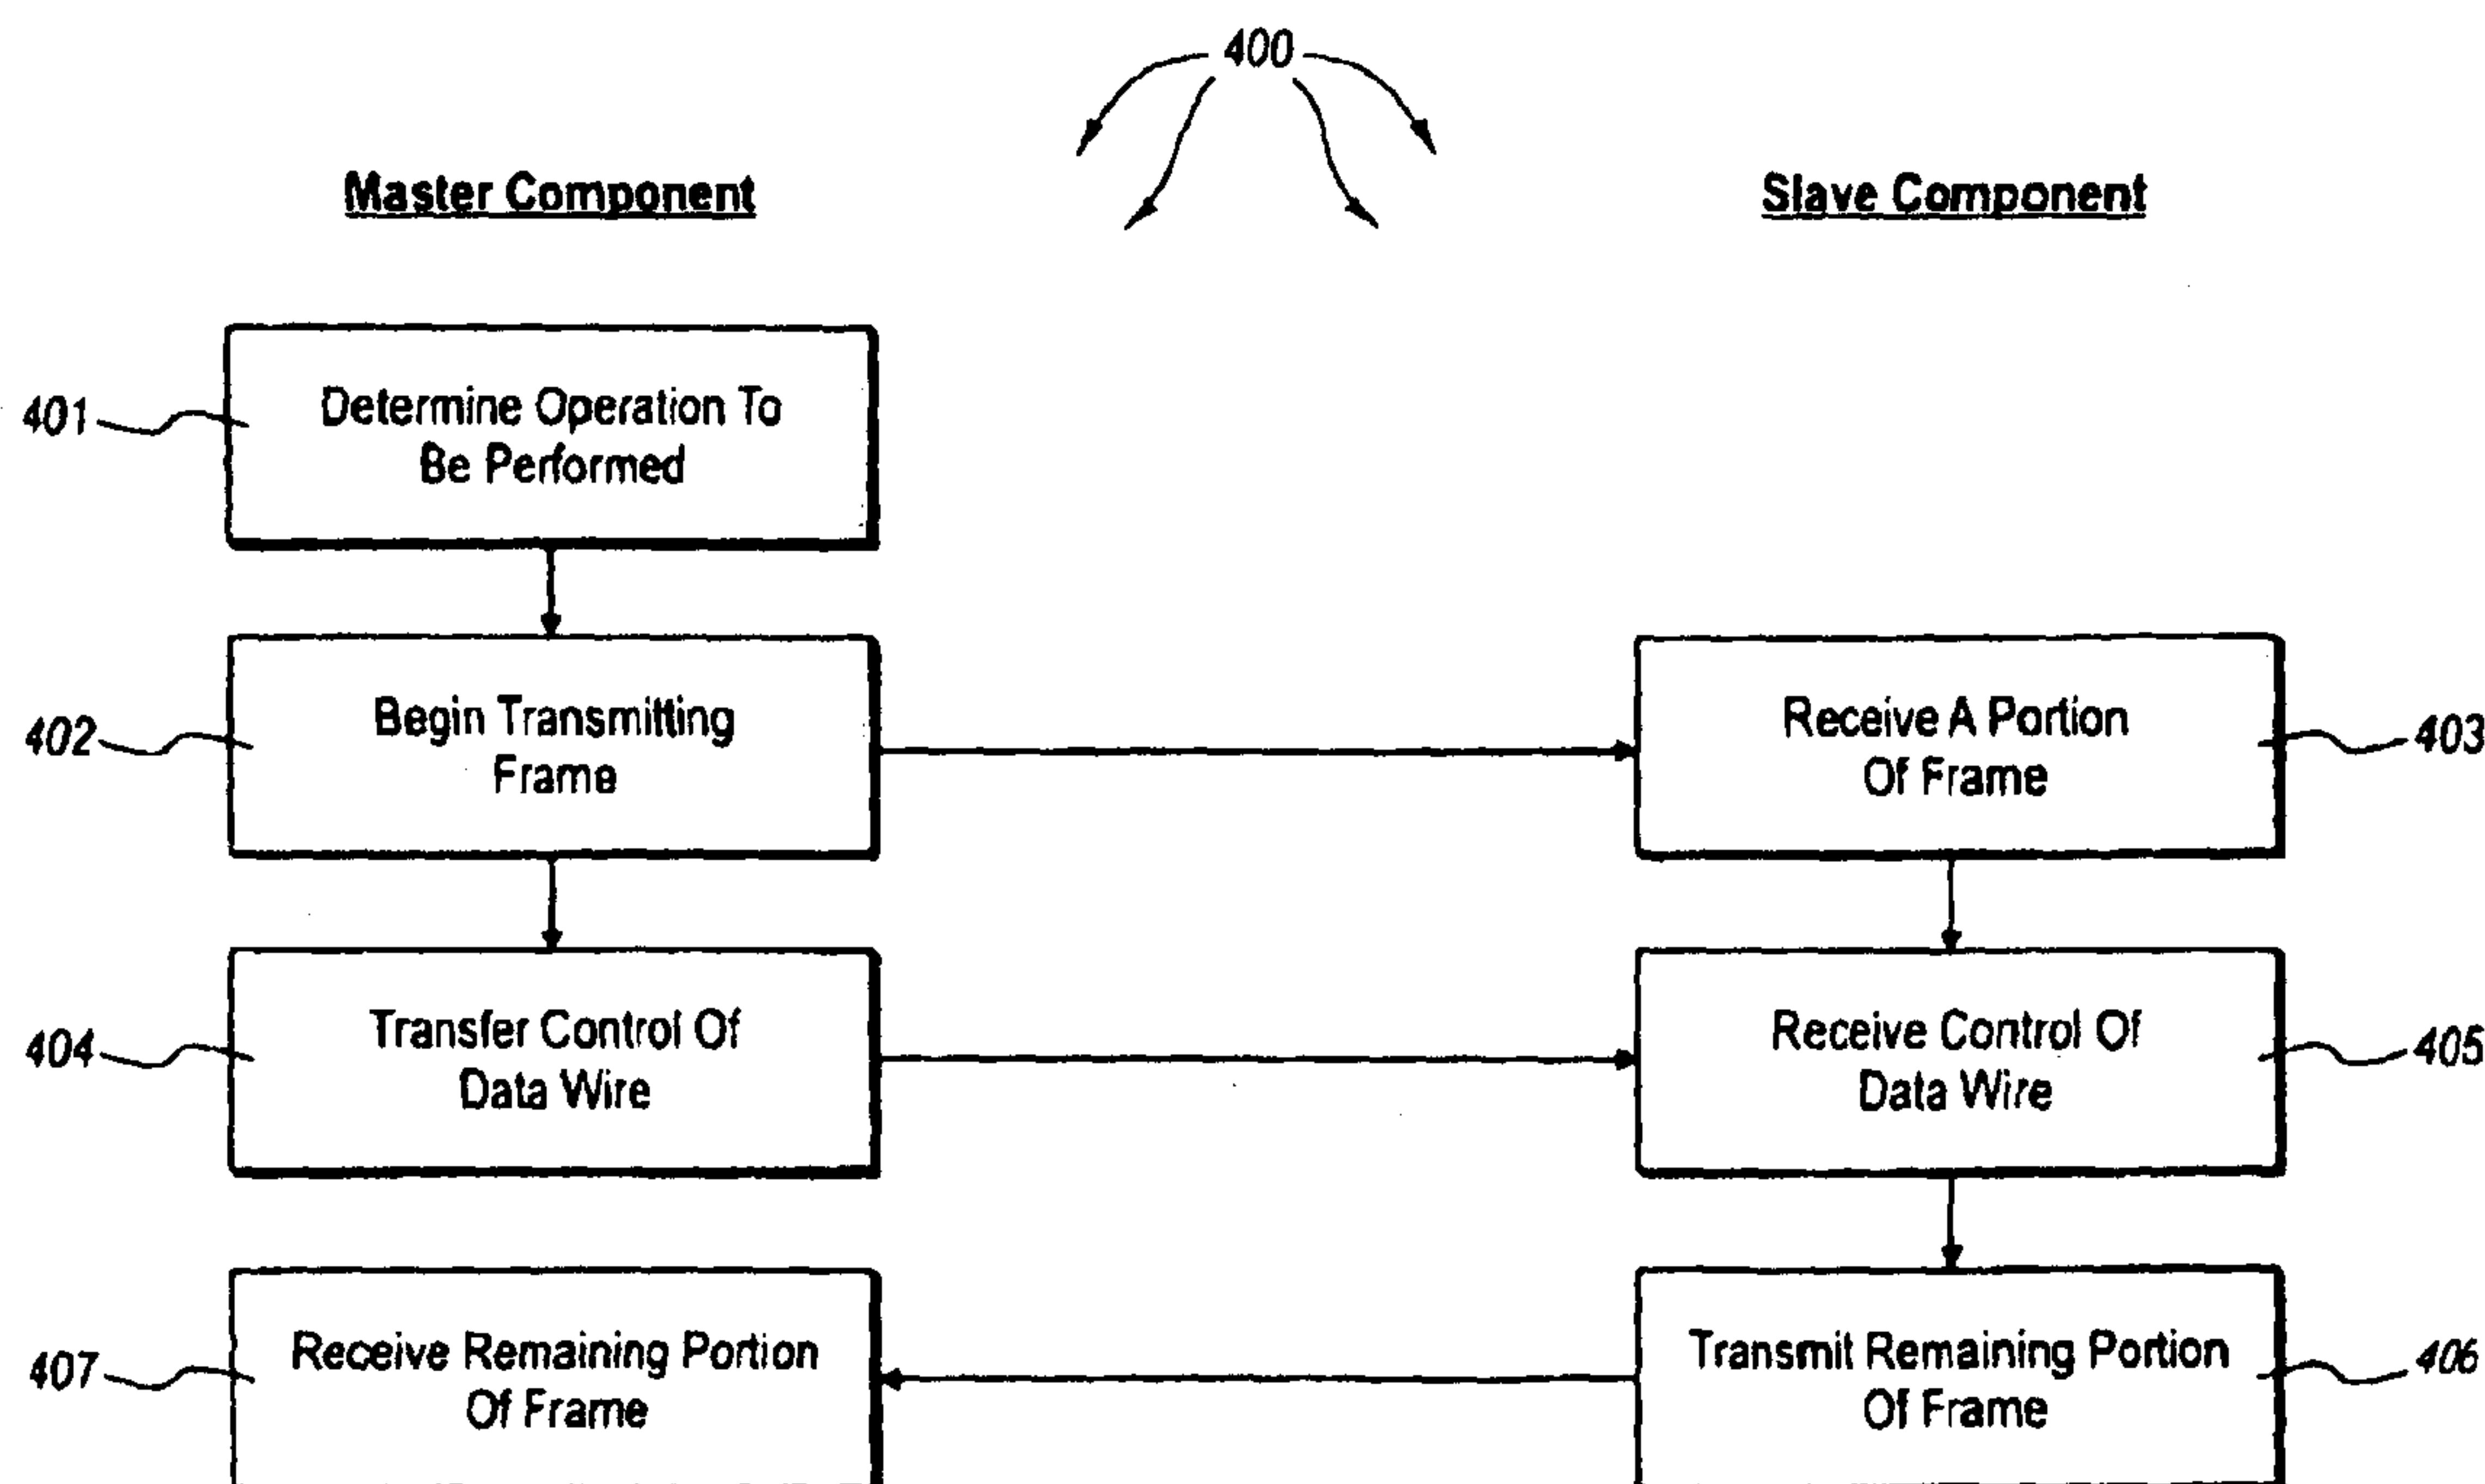 400
Master Component
Slave Component
401
Determine Operation To
Be Performed
402
Begin Transmitting
Frame
Receive A Portion
Of Frame
403
404
Transfer Control Of
Data Wire
Receive Control Of
Data Wire
405
407
Receive Remaining Portion
Of Frame
Transmit Remaining Portion
Of Frame
406